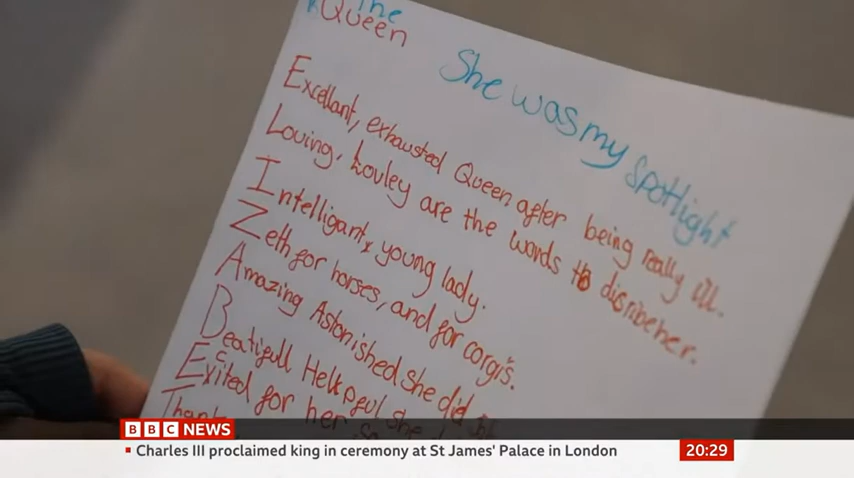 The
Queen
She was my spotlight
Excellant, exhausted Queen after being really ill.
Loving, Louley are the words to discribeher.
Intelligant, young lady.
Zeth for horses, and for corgi's.
Amazing Astonished she did
Beatifull Helkpful she
Exited for her
Thank
BBC NEWS
Charles III proclaimed king in ceremony at St James' Palace in London
20:29